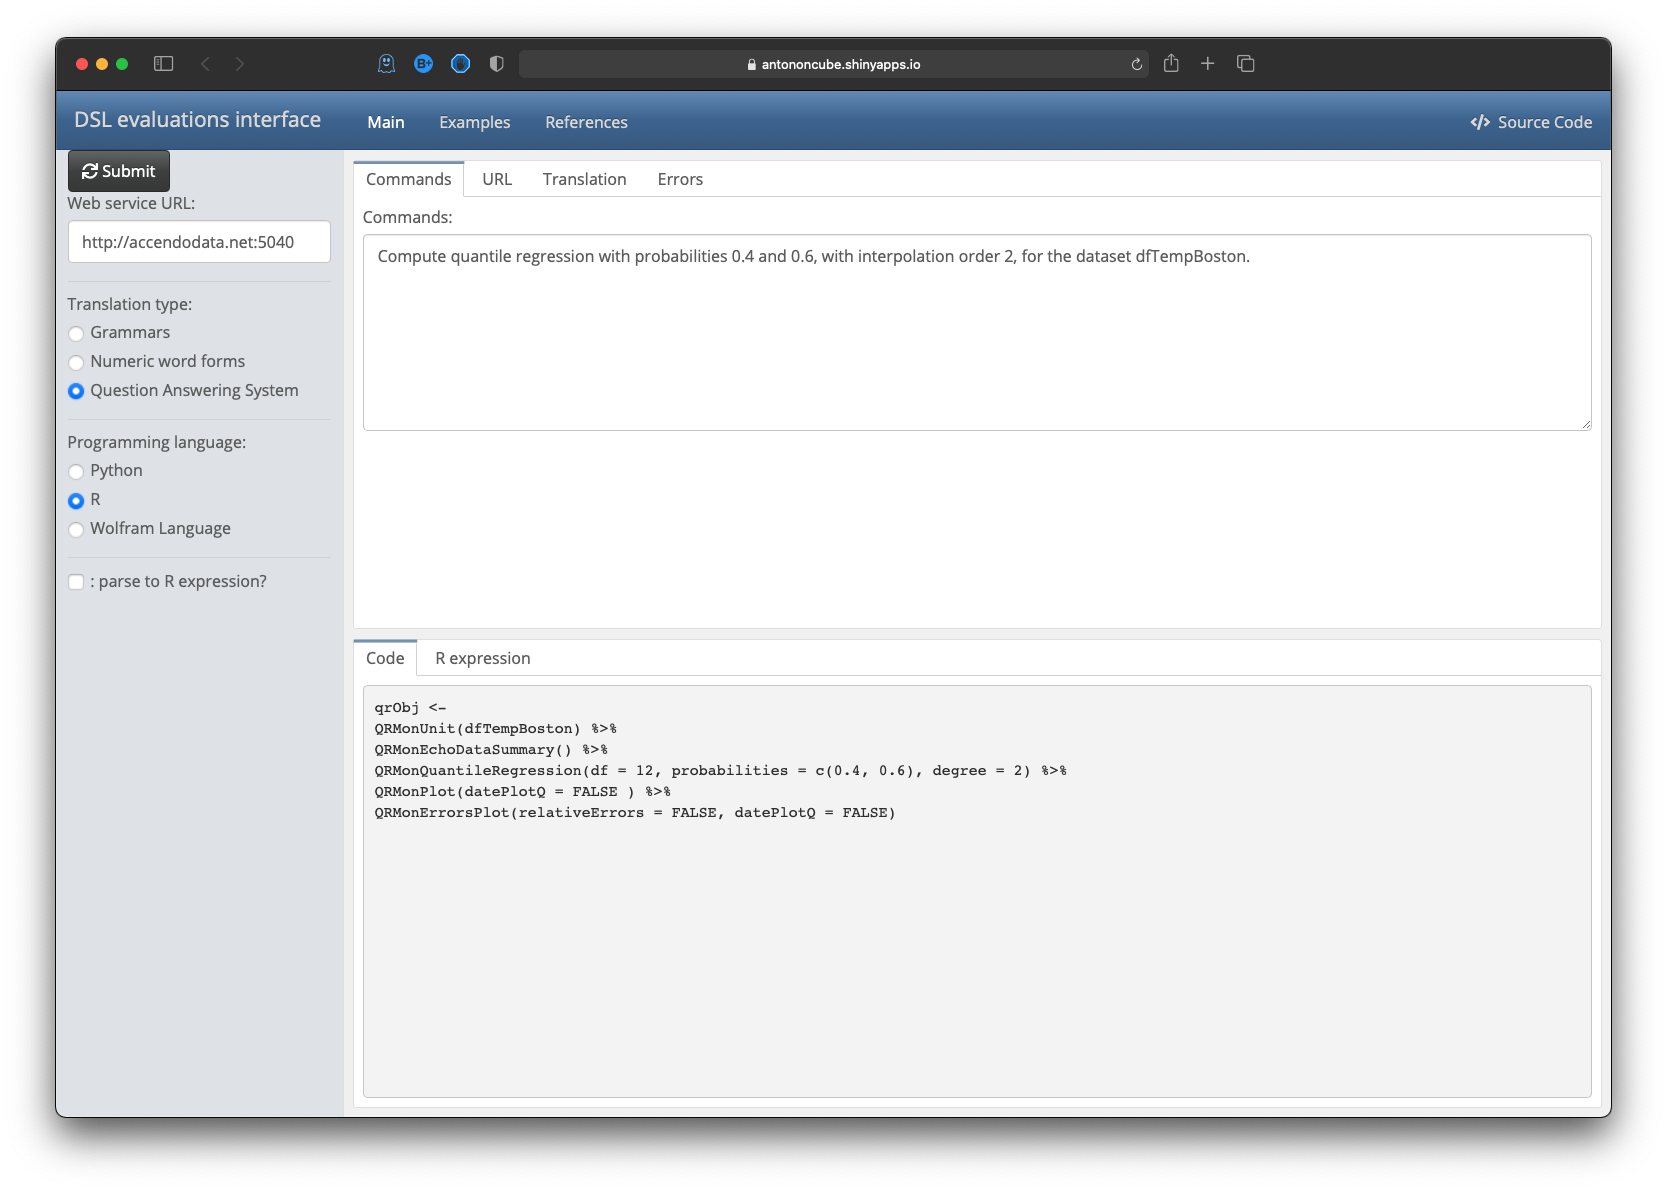 antononcube.shinyapps.io
DSL evaluations interface
Main
Examples
References
Source Code
Submit
Web service URL:
http://accendodata.net:5040
Translation type:
Grammars
Numeric word forms
Question Answering System
Programming language:
Python
R
Wolfram Language
: parse to R expression?
Commands
URL
Translation
Errors
Commands:
Compute quantile regression with probabilities 0.4 and 0.6, with interpolation order 2, for the dataset dfTempBoston.
Code
R expression
qrObj <-
QRMonUnit(dfTempBoston) %>%
QRMonEchoDataSummary() %>%
QRMonQuantileRegression(df = 12, probabilities = c(0.4, 0.6), degree = 2) %>%
QRMonPlot(datePlotQ = FALSE ) %>%
QRMonErrorsPlot(relativeErrors = FALSE, datePlotQ = FALSE)